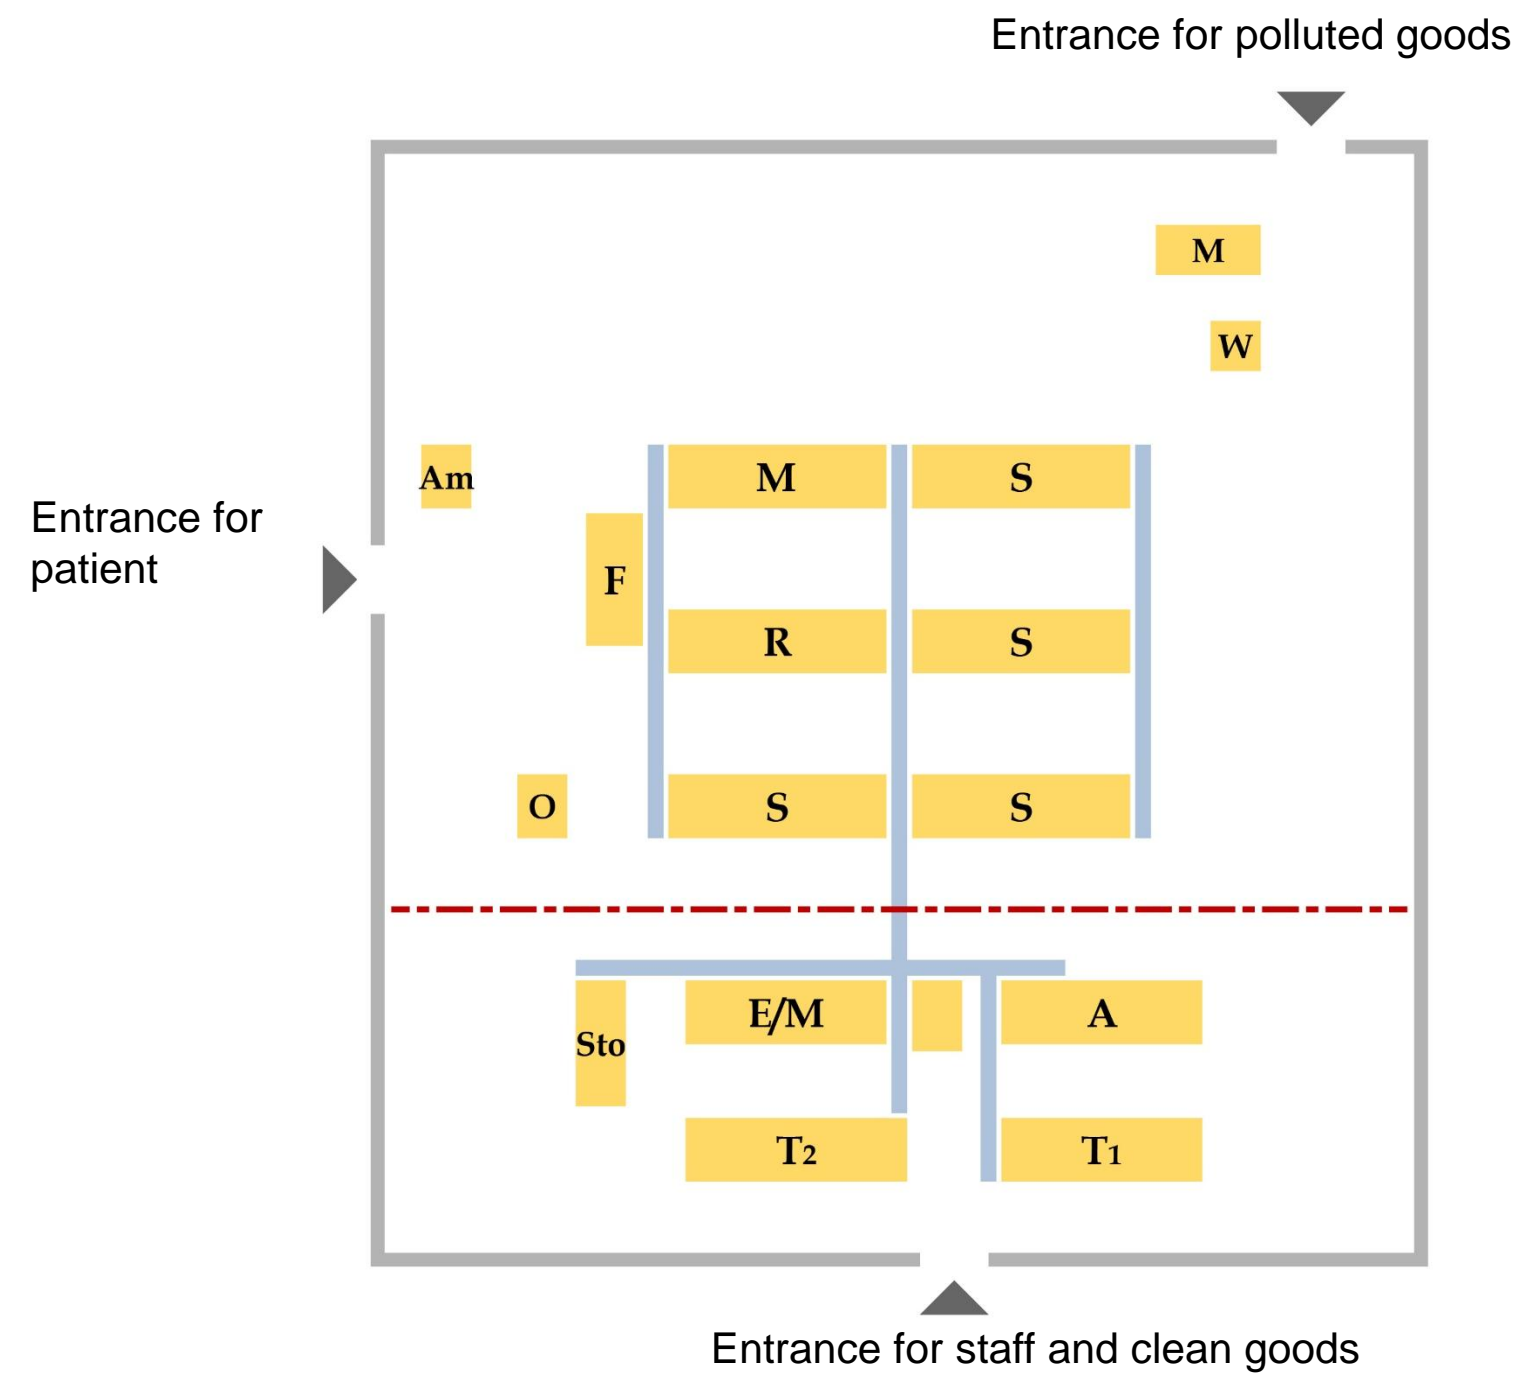 Entrance for polluted goods
M
W
Am
M
S
Entrance for
patient
F
R
S
O
S
S
E/M
A
Sto
T2
T1
Entrance for staff and clean goods